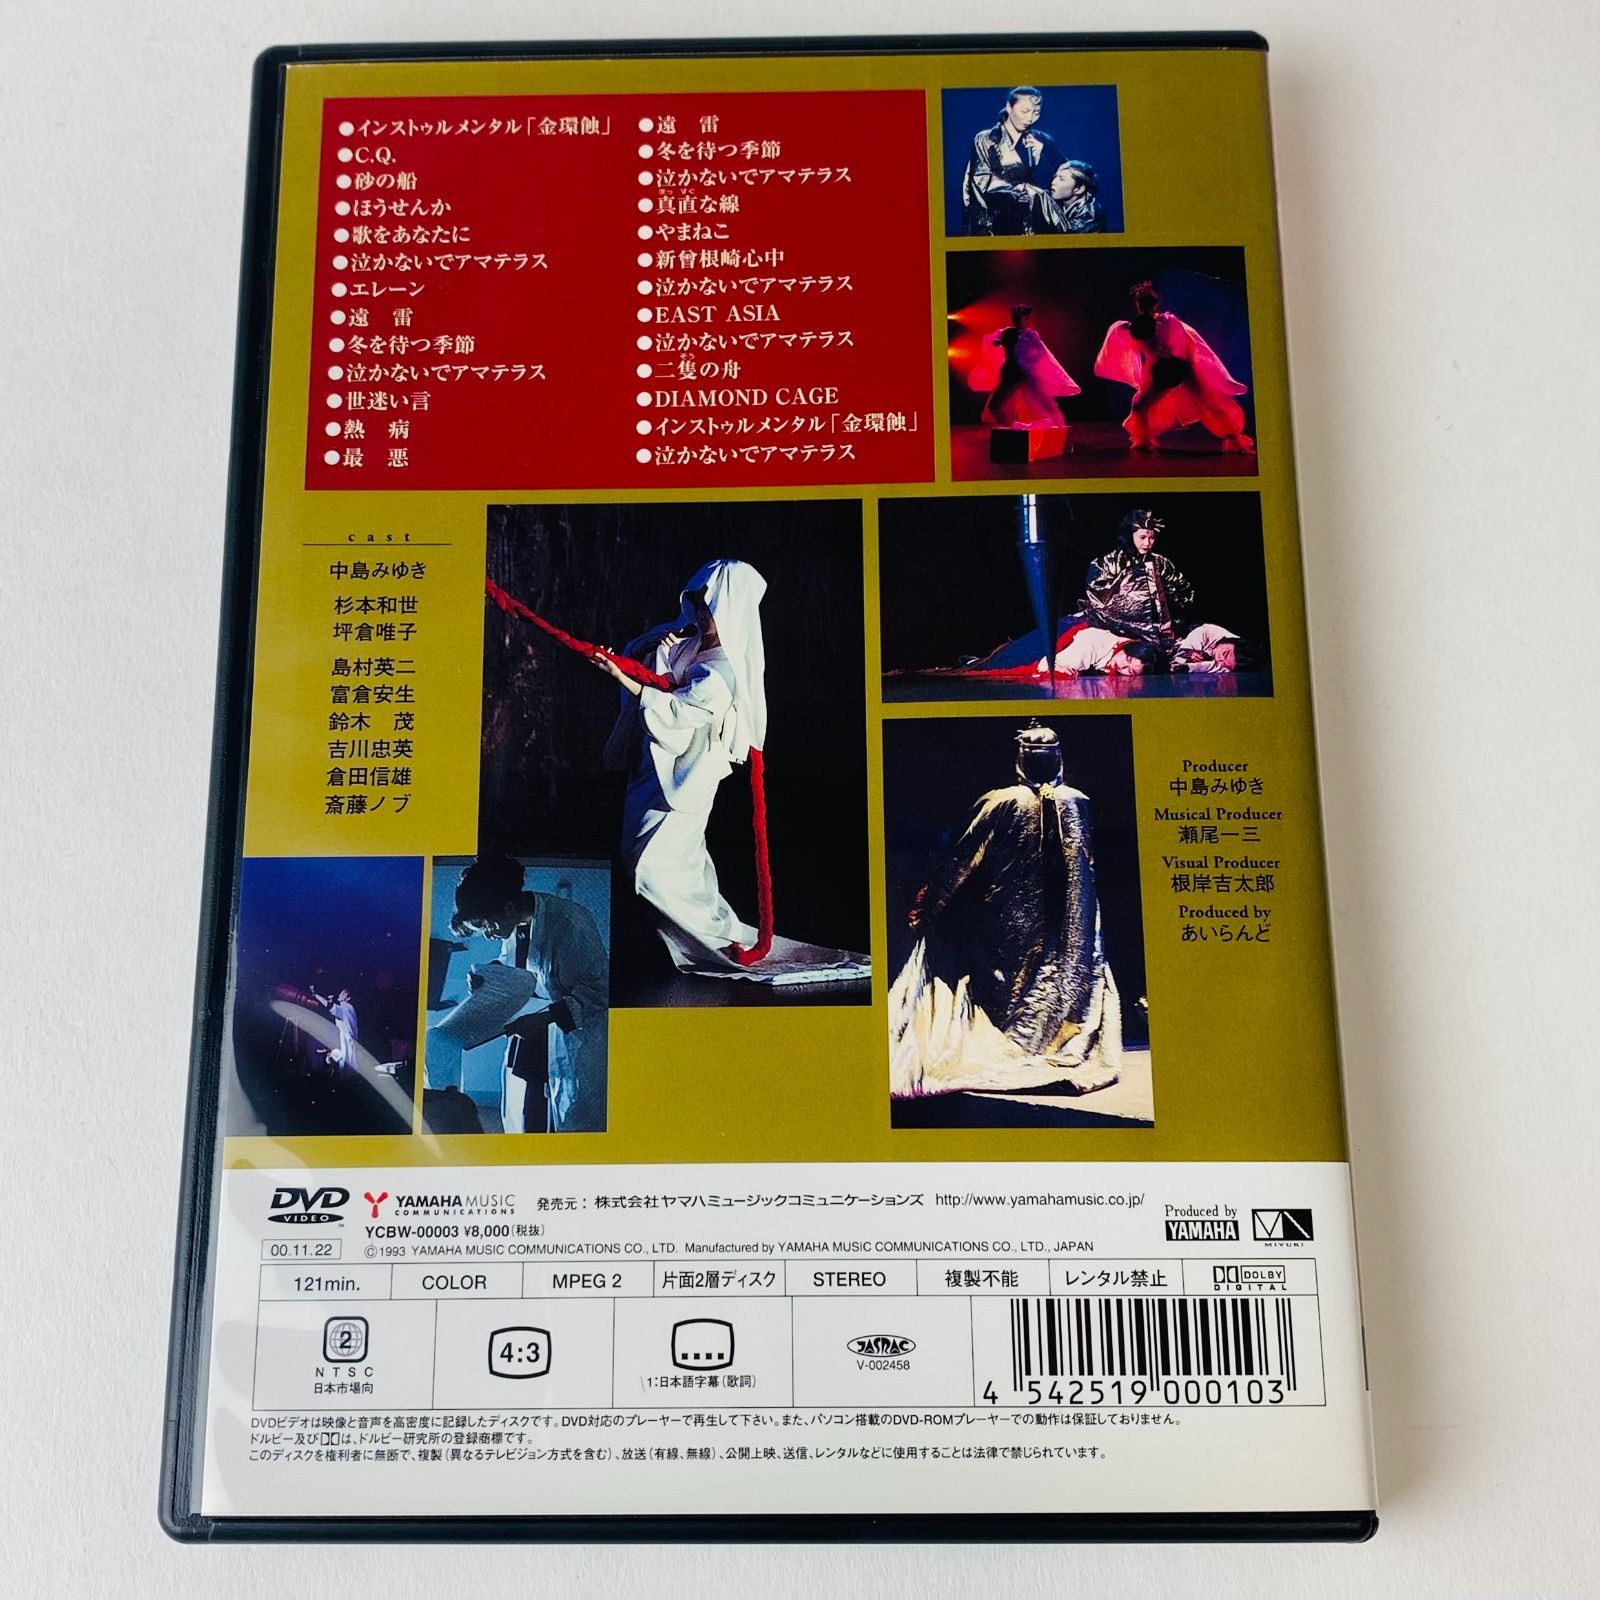 ●インストゥルメンタル「金環蝕」
●C.Q.
●砂の船
●ほうせんか
●歌をあなたに
●泣かないでアマテラス
●エレーン
●遠　雷
●冬を待つ季節
●泣かないでアマテラス
●世迷い言
●熱　病
●最　悪
●遠　雷
●冬を待つ季節
●泣かないでアマテラス
まっ すぐ
●真直な線
●やまねこ
●新曾根崎心中
●泣かないでアマテラス
●EAST ASIA
●泣かないでアマテラス
そう
●二隻の舟
●DIAMOND CAGE
●インストゥルメンタル「金環蝕」
●泣かないでアマテラス
cast
中島みゆき
杉本和世
坪倉唯子
島村英二
富倉安生
鈴木　茂
吉川忠英
倉田信雄
斎藤ノブ
Producer
中島みゆき
Musical Producer
瀬尾一三
Visual Producer
根岸吉太郎
Produced by
あいらんど
DVD VIDEO TM
YAMAHA MUSIC COMMUNICATIONS
発売元：株式会社ヤマハミュージックコミュニケーションズ http://www.yamahamusic.co.jp/
Produced by YAMAHA
MIYUKI
YCBW-00003 ¥8,000(税抜)
00.11.22
©1993 YAMAHA MUSIC COMMUNICATIONS CO., LTD. Manufactured by YAMAHA MUSIC COMMUNICATIONS CO., LTD., JAPAN
121min. COLOR MPEG 2 片面2層ディスク STEREO 複製不能 レンタル禁止 DOLBY DIGITAL
2
NTSC
日本市場向
4:3
1:日本語字幕(歌詞)
JASRAC
V-002458
4 542519 000103
DVDビデオは映像と音声を高密度に記録したディスクです。DVD対応のプレーヤーで再生して下さい。また、パソコン搭載のDVD-ROMプレーヤーでの動作は保証しておりません。
ドルビー及びDDは、ドルビー研究所の登録商標です。
このディスクを権利者に無断で、複製(異なるテレビジョン方式を含む)、放送(有線、無線)、公開上映、送信、レンタルなどに使用することは法律で禁じられています。